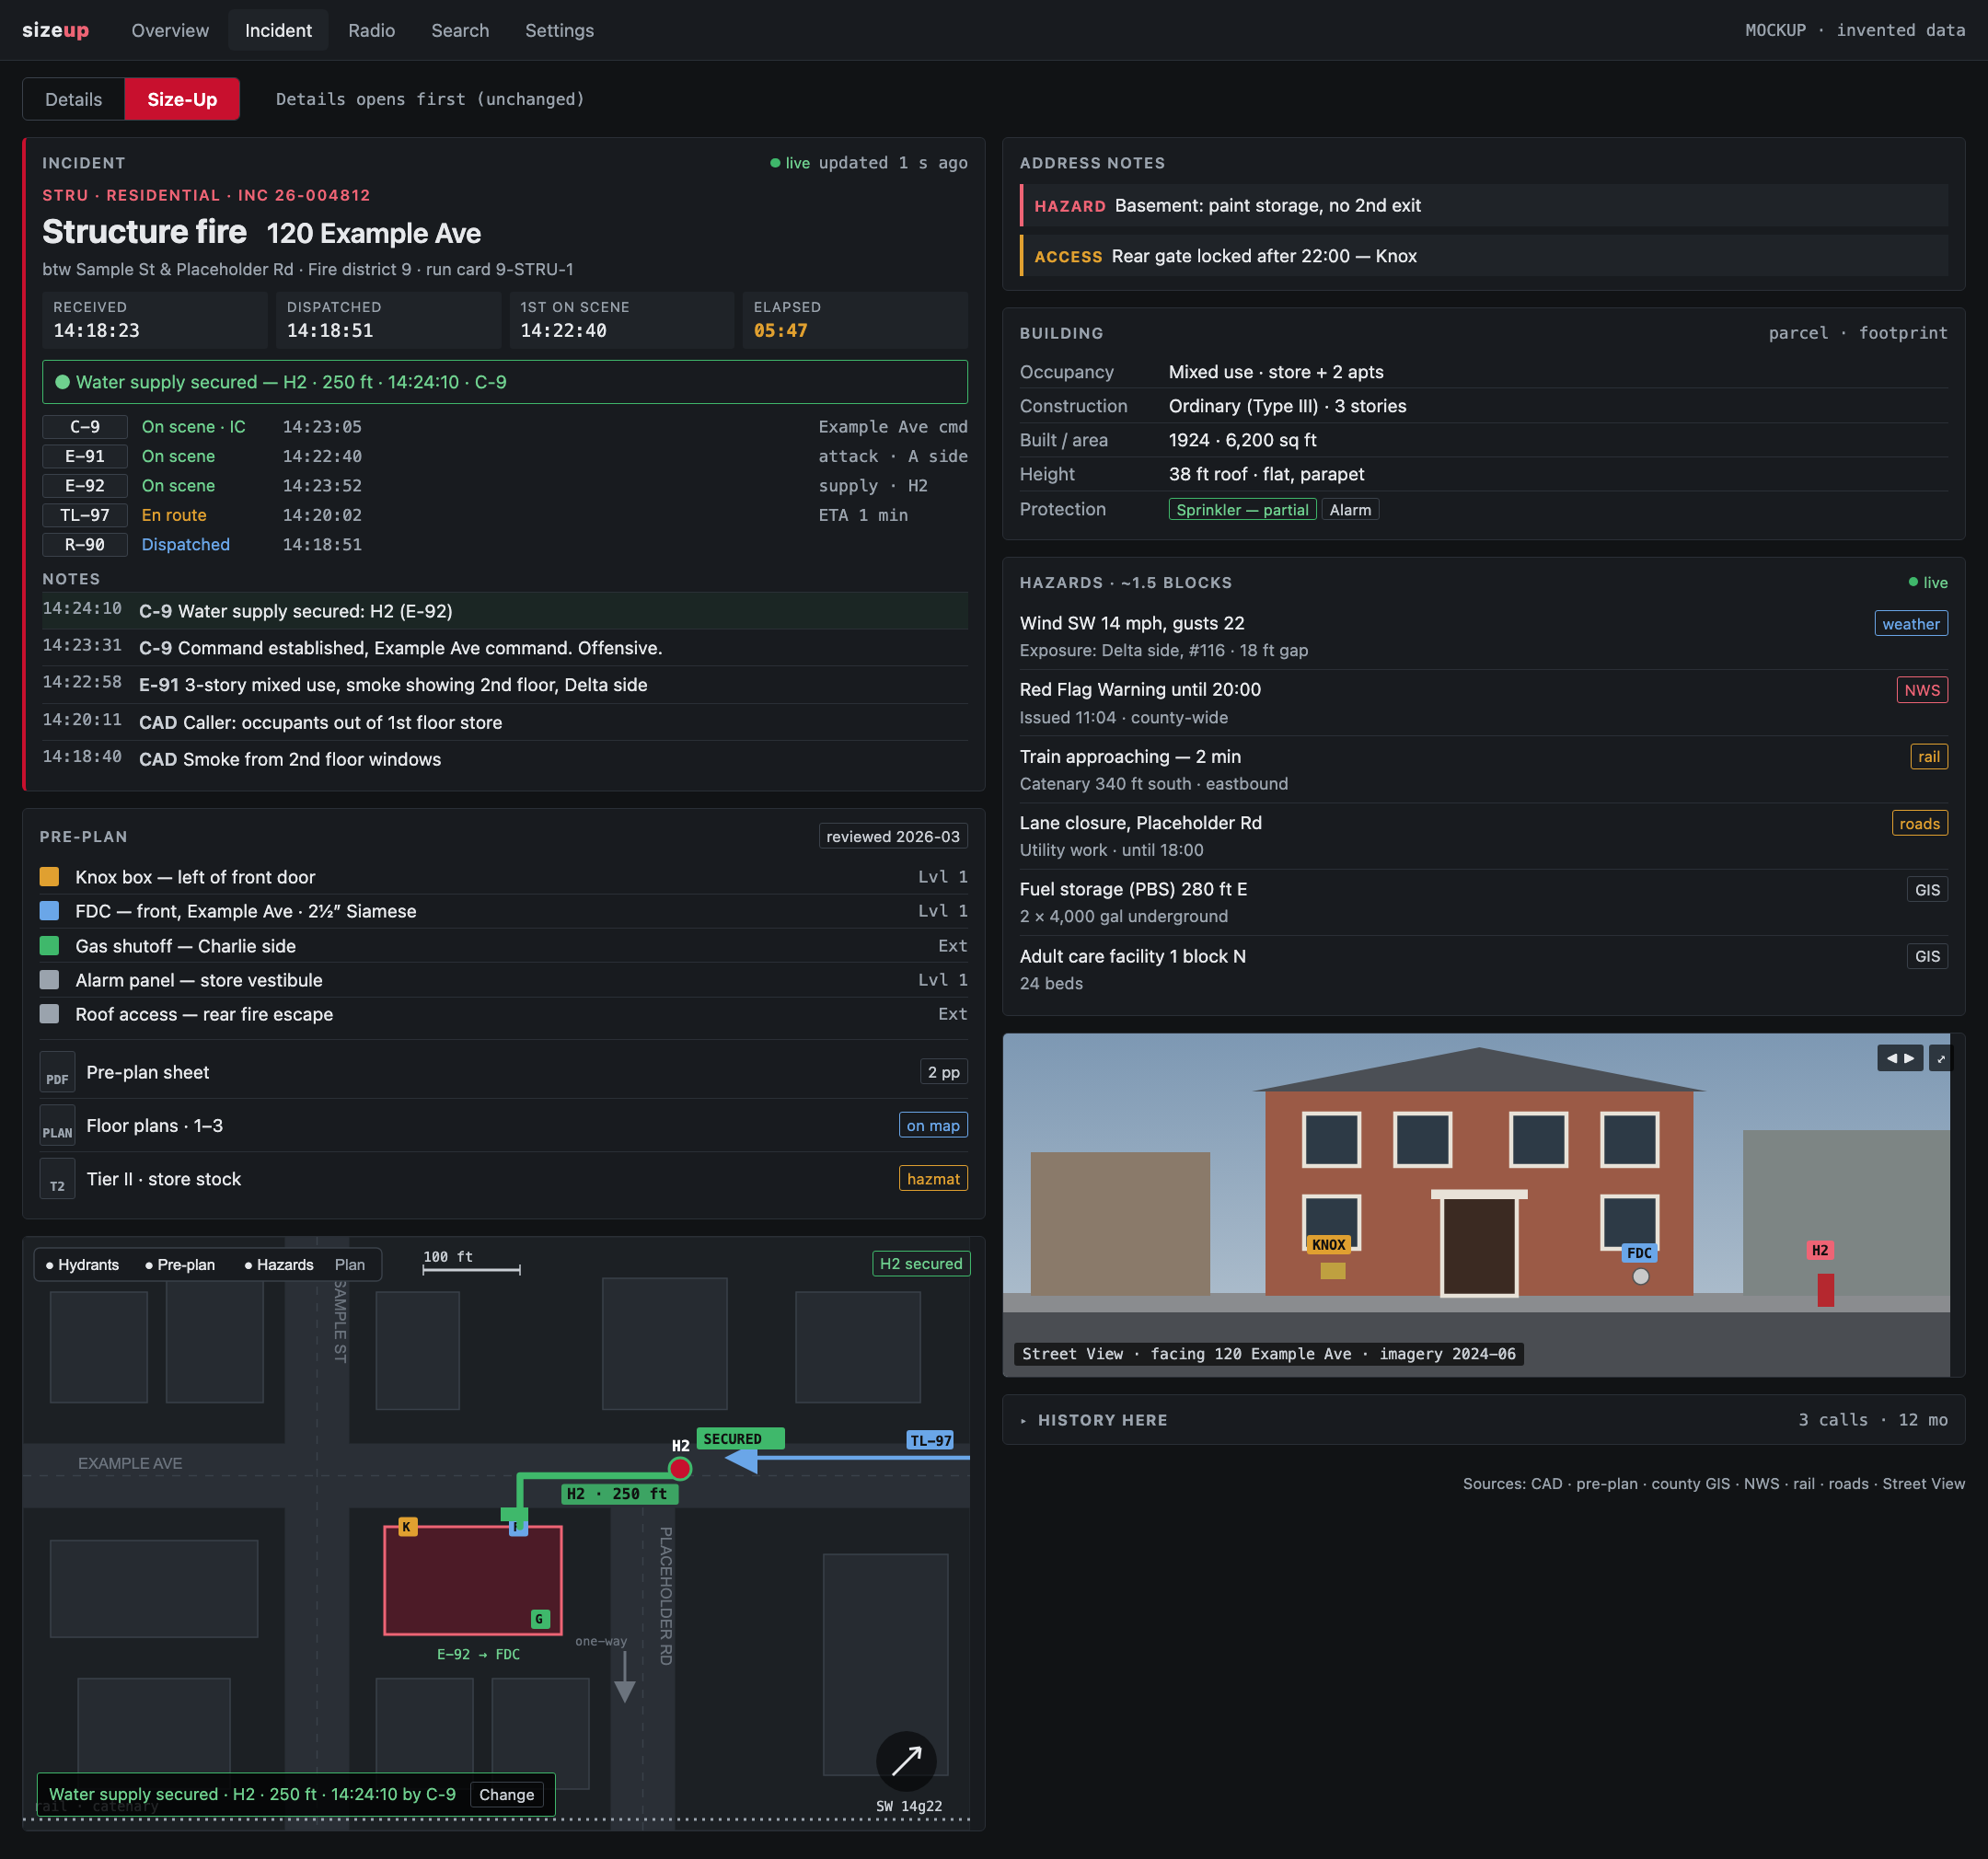 sizeup Overview Incident Radio Search Settings MOCKUP · invented data
Details Size-Up Details opens first (unchanged)
INCIDENT live updated 1 s ago
STRU · RESIDENTIAL · INC 26-004812
Structure fire 120 Example Ave
btw Sample St & Placeholder Rd · Fire district 9 · run card 9-STRU-1
RECEIVED DISPATCHED 1ST ON SCENE ELAPSED
14:18:23 14:18:51 14:22:40 05:47
Water supply secured — H2 · 250 ft · 14:24:10 · C-9
C-9 On scene · IC 14:23:05 Example Ave cmd
E-91 On scene 14:22:40 attack · A side
E-92 On scene 14:23:52 supply · H2
TL-97 En route 14:20:02 ETA 1 min
R-90 Dispatched 14:18:51
NOTES
14:24:10 C-9 Water supply secured: H2 (E-92)
14:23:31 C-9 Command established, Example Ave command. Offensive.
14:22:58 E-91 3-story mixed use, smoke showing 2nd floor, Delta side
14:20:11 CAD Caller: occupants out of 1st floor store
14:18:40 CAD Smoke from 2nd floor windows
PRE-PLAN reviewed 2026-03
Knox box — left of front door Lvl 1
FDC — front, Example Ave · 2½″ Siamese Lvl 1
Gas shutoff — Charlie side Ext
Alarm panel — store vestibule Lvl 1
Roof access — rear fire escape Ext
PDF Pre-plan sheet 2 pp
PLAN Floor plans · 1–3 on map
T2 Tier II · store stock hazmat
Hydrants Pre-plan Hazards Plan 100 ft H2 secured
SAMPLE ST
H2 SECURED TL-97
EXAMPLE AVE
H2 · 250 ft
K F
PLACEHOLDER RD
G
one-way
E-92 → FDC
Water supply secured · H2 · 250 ft · 14:24:10 by C-9 Change
rail · catenary
SW 14g22
ADDRESS NOTES
HAZARD Basement: paint storage, no 2nd exit
ACCESS Rear gate locked after 22:00 — Knox
BUILDING parcel · footprint
Occupancy Mixed use · store + 2 apts
Construction Ordinary (Type III) · 3 stories
Built / area 1924 · 6,200 sq ft
Height 38 ft roof · flat, parapet
Protection Sprinkler — partial Alarm
HAZARDS · ~1.5 BLOCKS live
Wind SW 14 mph, gusts 22 weather
Exposure: Delta side, #116 · 18 ft gap
Red Flag Warning until 20:00 NWS
Issued 11:04 · county-wide
Train approaching — 2 min rail
Catenary 340 ft south · eastbound
Lane closure, Placeholder Rd roads
Utility work · until 18:00
Fuel storage (PBS) 280 ft E GIS
2 × 4,000 gal underground
Adult care facility 1 block N GIS
24 beds
KNOX FDC H2
Street View · facing 120 Example Ave · imagery 2024-06
HISTORY HERE 3 calls · 12 mo
Sources: CAD · pre-plan · county GIS · NWS · rail · roads · Street View